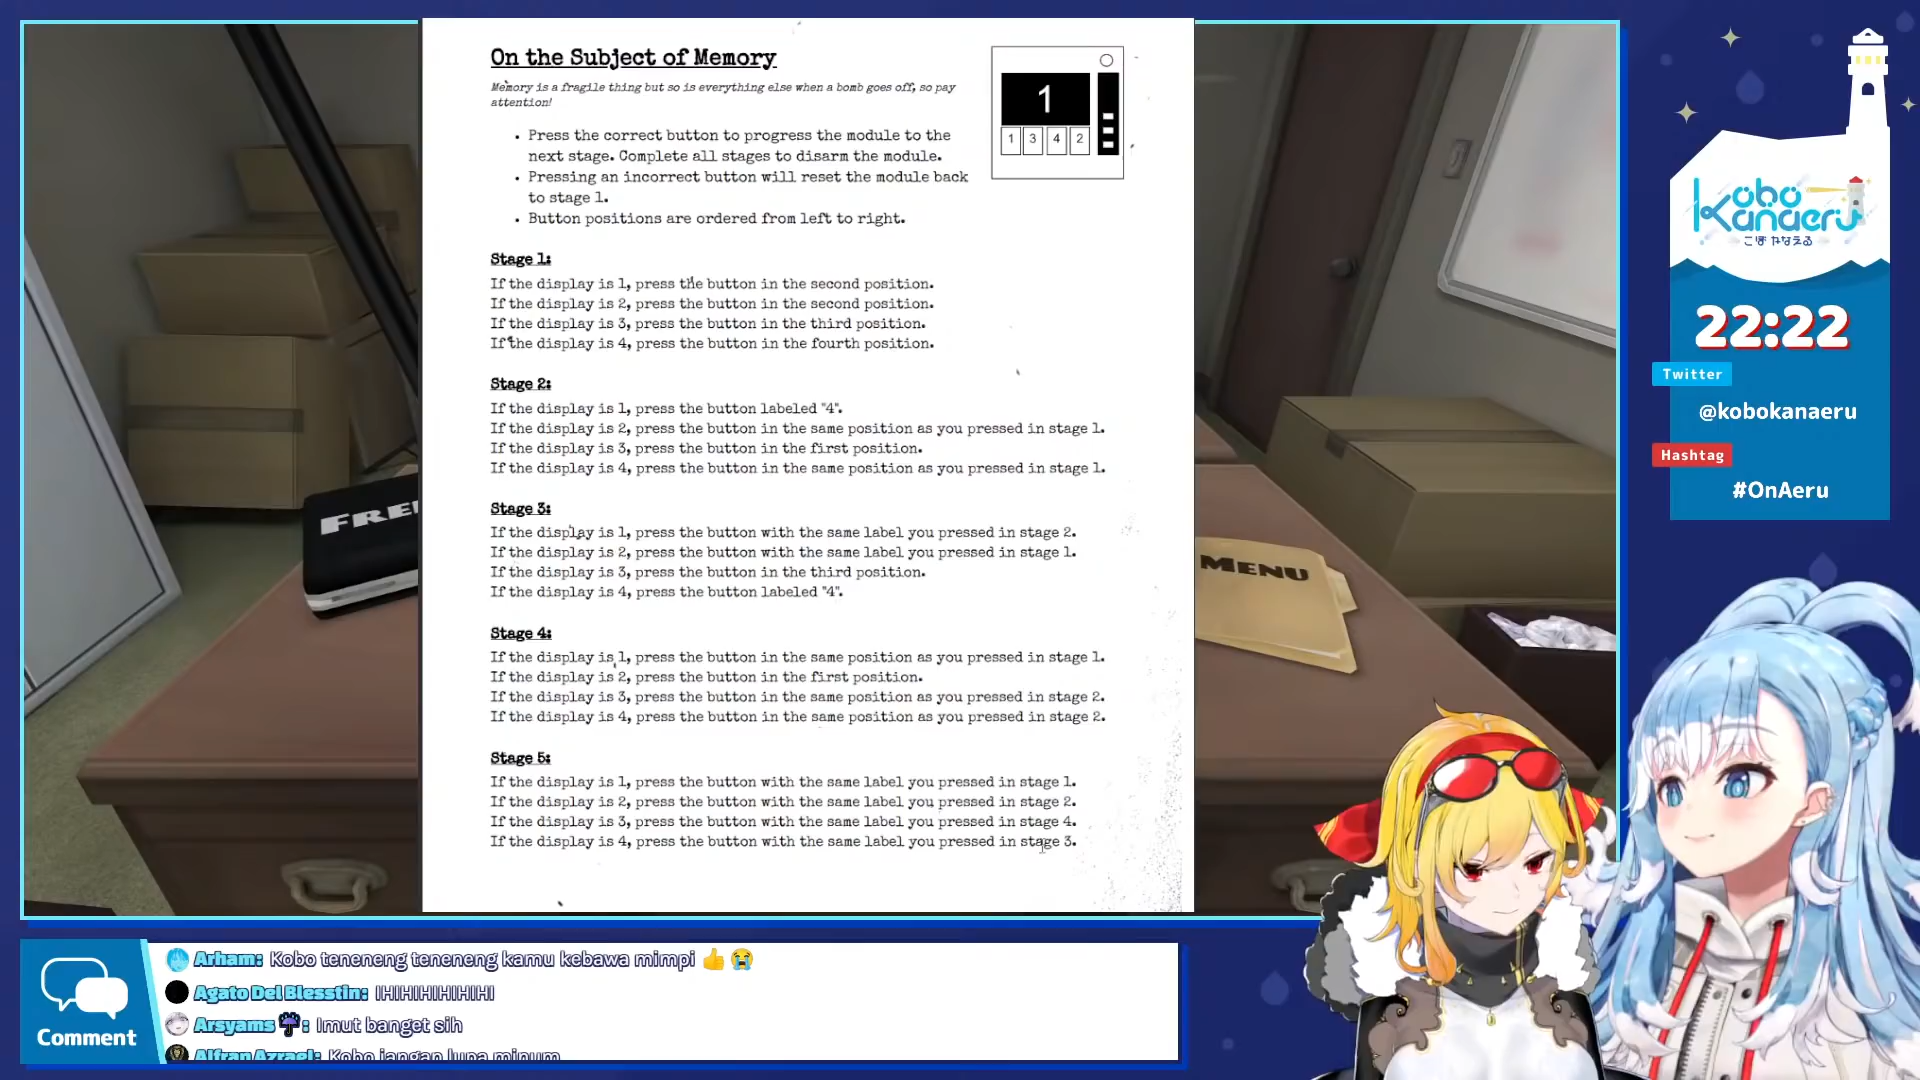 On the Subject of Memory
Memory is a fragile thing but so is everything else when a bomb goes off, so pay
attention!
• Press the correct button to progress the module to the
next stage. Complete all stages to disarm the module.
• Pressing an incorrect button will reset the module back
to stage 1.
• Button positions are ordered from left to right.
1
1 3 4 2
Stage 1:
If the display is 1, press the button in the second position.
If the display is 2, press the button in the second position.
If the display is 3, press the button in the third position.
If the display is 4, press the button in the fourth position.
Stage 2:
If the display is 1, press the button labeled "4".
If the display is 2, press the button in the same position as you pressed in stage 1.
If the display is 3, press the button in the first position.
If the display is 4, press the button in the same position as you pressed in stage 1.
Stage 3:
If the display is 1, press the button with the same label you pressed in stage 2.
If the display is 2, press the button with the same label you pressed in stage 1.
If the display is 3, press the button in the third position.
If the display is 4, press the button labeled "4".
Stage 4:
If the display is 1, press the button in the same position as you pressed in stage 1.
If the display is 2, press the button in the first position.
If the display is 3, press the button in the same position as you pressed in stage 2.
If the display is 4, press the button in the same position as you pressed in stage 2.
Stage 5:
If the display is 1, press the button with the same label you pressed in stage 1.
If the display is 2, press the button with the same label you pressed in stage 2.
If the display is 3, press the button with the same label you pressed in stage 4.
If the display is 4, press the button with the same label you pressed in stage 3.
FREE
MENU
Kobo
Kanaeru
こぼ かなえる
22:22
Twitter
@kobokanaeru
Hashtag
#OnAeru
Comment
Arham: Kobo teneneng teneneng kamu kebawa mimpi 👍😭
Agato Del Blesstin: IHIHIHIHIHIHI
Arsyams☔: Imut banget sih
Alfran Azrael: Kobo jangan lupa minum